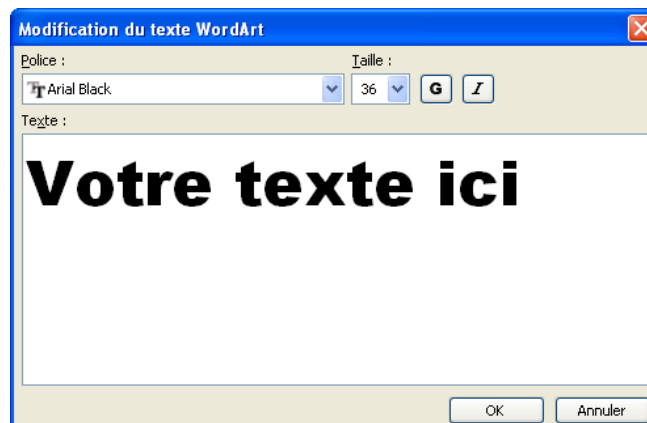 Modification du texte WordArt
Police : Taille :
Arial Black 36 G I
Texte :
Votre texte ici
OK Annuler